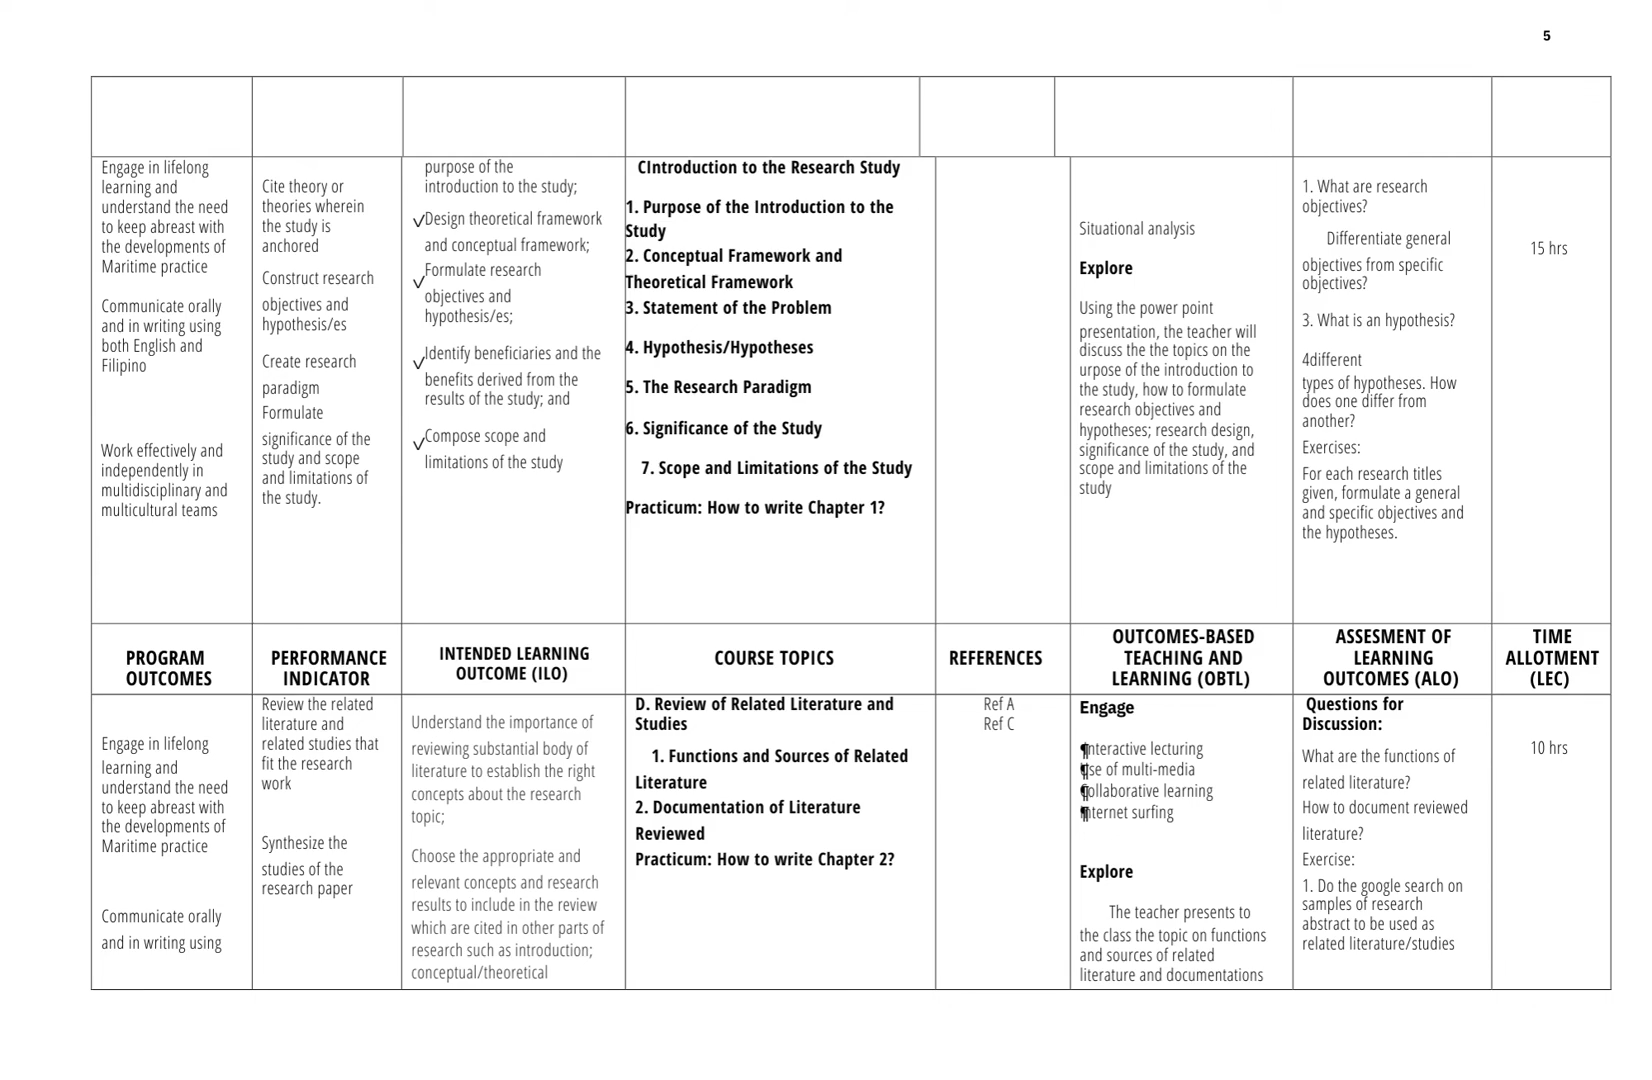 5
Engage in lifelong
learning and
understand the need
to keep abreast with
the developments of
Maritime practice
Communicate orally
and in writing using
both English and
Filipino
Work effectively and
independently in
multidisciplinary and
multicultural teams
Cite theory or
theories wherein
the study is
anchored
Construct research
objectives and
hypothesis/es
Create research
paradigm
Formulate
significance of the
study and scope
and limitations of
the study.
purpose of the
introduction to the study;
✓Design theoretical framework
and conceptual framework;
✓Formulate research
objectives and
hypothesis/es;
✓Identify beneficiaries and the
benefits derived from the
results of the study; and
✓Compose scope and
limitations of the study
CIntroduction to the Research Study
1. Purpose of the Introduction to the
Study
2. Conceptual Framework and
Theoretical Framework
3. Statement of the Problem
4. Hypothesis/Hypotheses
5. The Research Paradigm
6. Significance of the Study
7. Scope and Limitations of the Study
Practicum: How to write Chapter 1?
Situational analysis
Explore
Using the power point
presentation, the teacher will
discuss the the topics on the
urpose of the introduction to
the study, how to formulate
research objectives and
hypotheses; research design,
significance of the study, and
scope and limitations of the
study
1. What are research
objectives?
Differentiate general
objectives from specific
objectives?
3. What is an hypothesis?
4different
types of hypotheses. How
does one differ from
another?
Exercises:
For each research titles
given, formulate a general
and specific objectives and
the hypotheses.
15 hrs
PROGRAM
OUTCOMES
PERFORMANCE
INDICATOR
INTENDED LEARNING
OUTCOME (ILO)
COURSE TOPICS
REFERENCES
OUTCOMES-BASED
TEACHING AND
LEARNING (OBTL)
ASSESMENT OF
LEARNING
OUTCOMES (ALO)
TIME
ALLOTMENT
(LEC)
Engage in lifelong
learning and
understand the need
to keep abreast with
the developments of
Maritime practice
Communicate orally
and in writing using
Review the related
literature and
related studies that
fit the research
work
Synthesize the
studies of the
research paper
Understand the importance of
reviewing substantial body of
literature to establish the right
concepts about the research
topic;
Choose the appropriate and
relevant concepts and research
results to include in the review
which are cited in other parts of
research such as introduction;
conceptual/theoretical
D. Review of Related Literature and
Studies
1. Functions and Sources of Related
Literature
2. Documentation of Literature
Reviewed
Practicum: How to write Chapter 2?
Ref A
Ref C
Engage
¶Interactive lecturing
¶Use of multi-media
¶Collaborative learning
¶Internet surfing
Explore
The teacher presents to
the class the topic on functions
and sources of related
literature and documentations
Questions for
Discussion:
What are the functions of
related literature?
How to document reviewed
literature?
Exercise:
1. Do the google search on
samples of research
abstract to be used as
related literature/studies
10 hrs